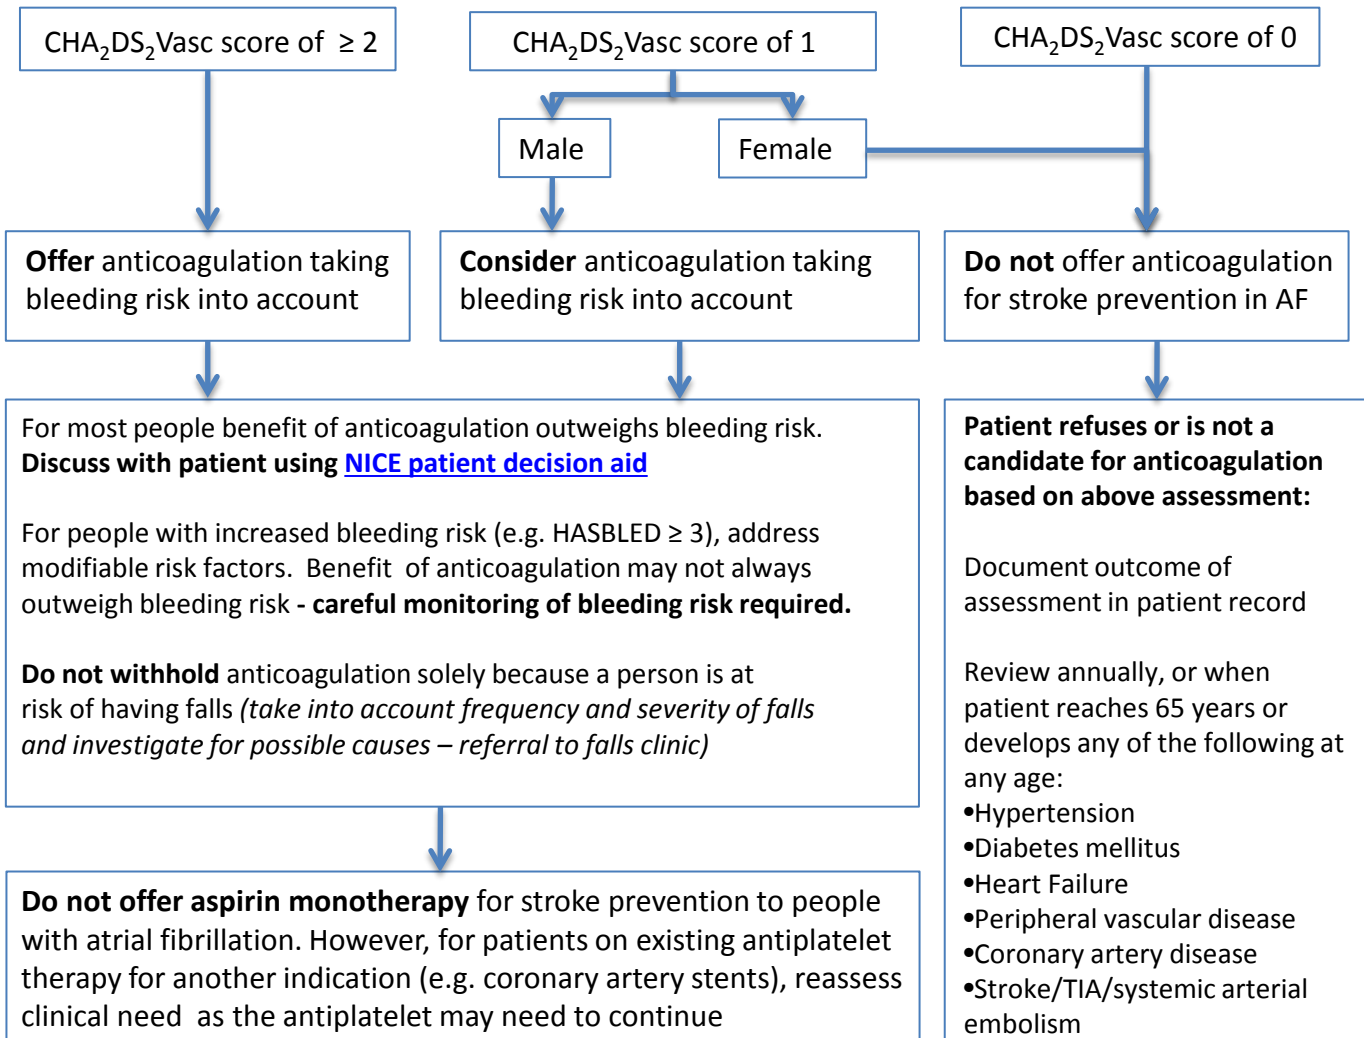 CHA₂DS₂Vasc score of ≥ 2
CHA₂DS₂Vasc score of 1
CHA₂DS₂Vasc score of 0
Male
Female
Offer anticoagulation taking
bleeding risk into account
Consider anticoagulation taking
bleeding risk into account
Do not offer anticoagulation
for stroke prevention in AF
For most people benefit of anticoagulation outweighs bleeding risk.
Discuss with patient using NICE patient decision aid
For people with increased bleeding risk (e.g. HASBLED ≥ 3), address
modifiable risk factors. Benefit of anticoagulation may not always
outweigh bleeding risk - careful monitoring of bleeding risk required.
Do not withhold anticoagulation solely because a person is at
risk of having falls (take into account frequency and severity of falls
and investigate for possible causes – referral to falls clinic)
Patient refuses or is not a
candidate for anticoagulation
based on above assessment:
Document outcome of
assessment in patient record
Review annually, or when
patient reaches 65 years or
develops any of the following at
any age:
•Hypertension
•Diabetes mellitus
•Heart Failure
•Peripheral vascular disease
•Coronary artery disease
•Stroke/TIA/systemic arterial
embolism
Do not offer aspirin monotherapy for stroke prevention to people
with atrial fibrillation. However, for patients on existing antiplatelet
therapy for another indication (e.g. coronary artery stents), reassess
clinical need as the antiplatelet may need to continue